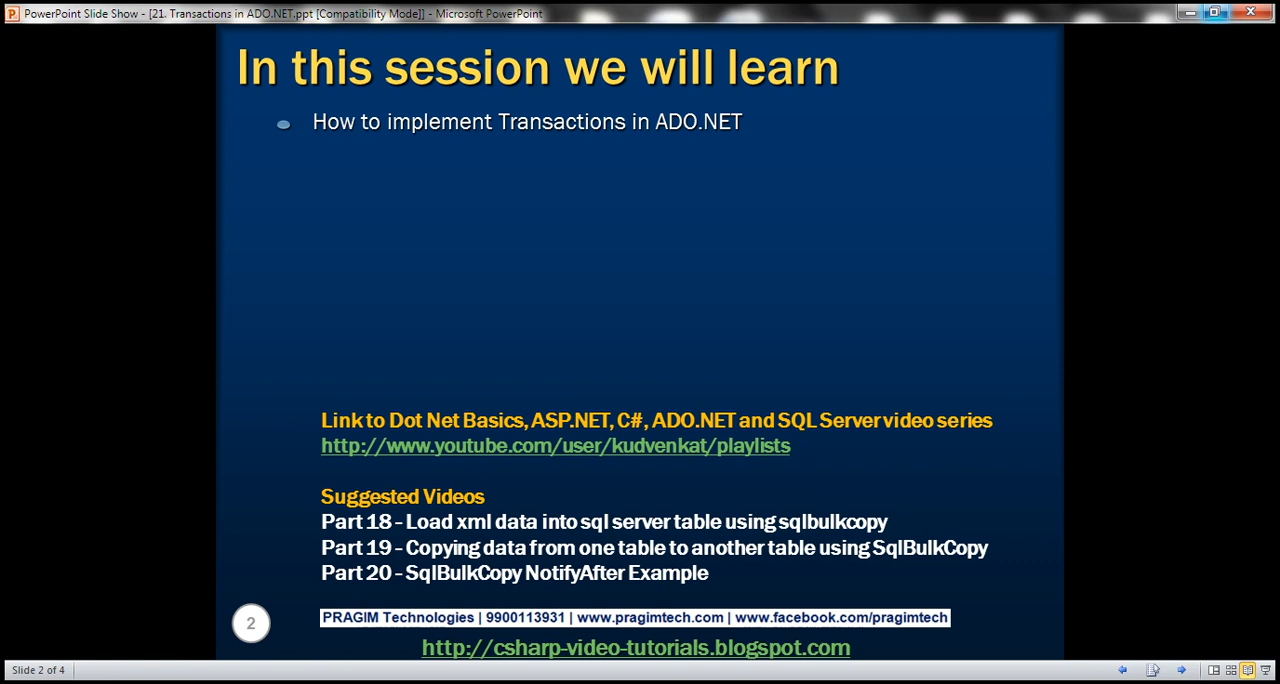 PowerPoint Slide Show - [21. Transactions in ADO.NET.ppt [Compatibility Mode]] - Microsoft PowerPoint
In this session we will learn
How to implement Transactions in ADO.NET
Link to Dot Net Basics, ASP.NET, C#, ADO.NET and SQL Server video series
http://www.youtube.com/user/kudvenkat/playlists
Suggested Videos
Part 18 - Load xml data into sql server table using sqlbulkcopy
Part 19 - Copying data from one table to another table using SqlBulkCopy
Part 20 - SqlBulkCopy NotifyAfter Example
2
PRAGIM Technologies | 9900113931 | www.pragimtech.com | www.facebook.com/pragimtech
http://csharp-video-tutorials.blogspot.com
Slide 2 of 4